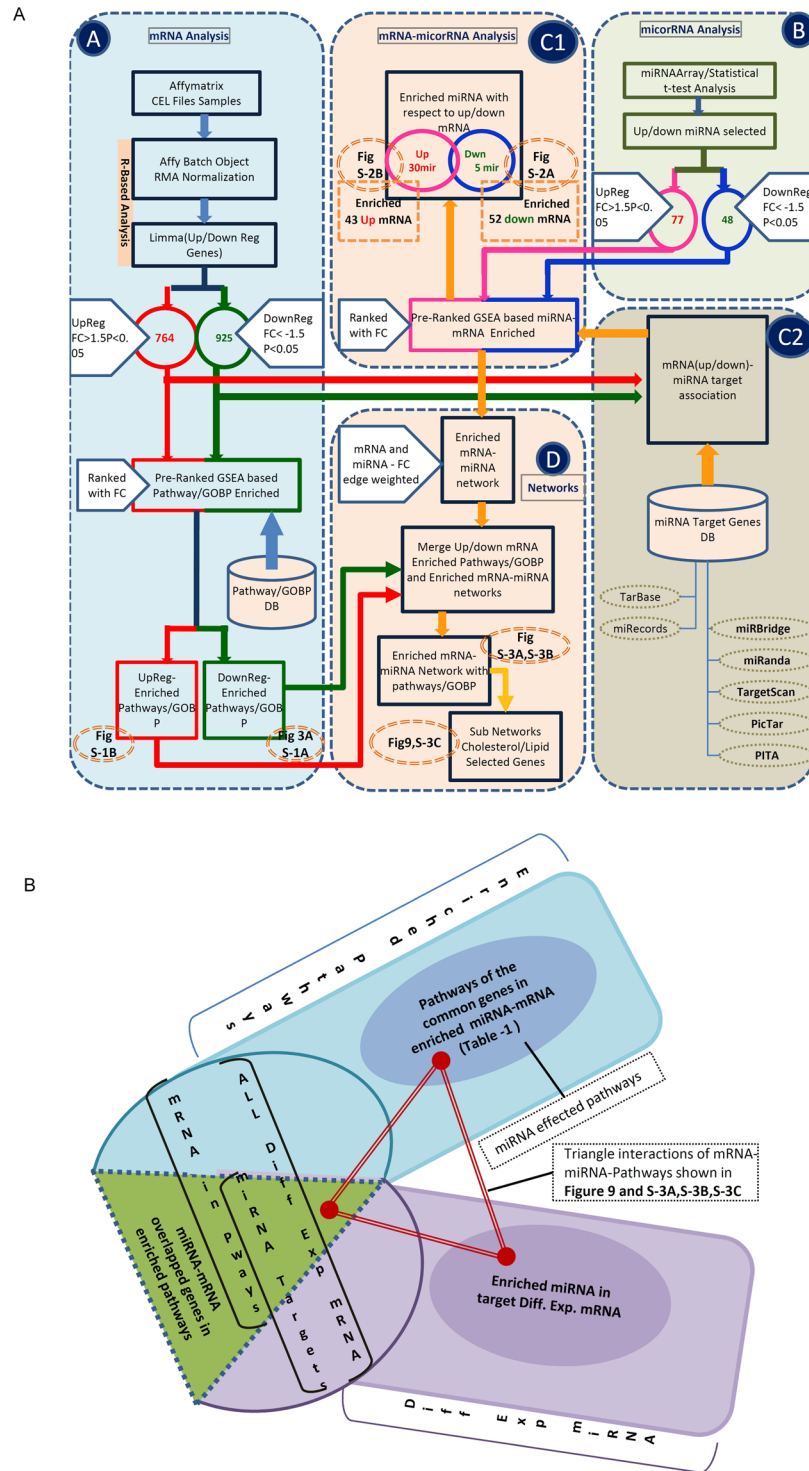 A
A
mRNA Analysis
Affymatrix
CEL Files Samples
R-Based Analysis
Affy Batch Object
RMA Normalization
Limma(Up/Down Reg
Genes)
UpReg
FC>1.5P<0.
05
764
925
DownReg
FC< -1.5
P<0.05
Ranked
with FC
Pre-Ranked GSEA based
Pathway/GOBP Enriched
Pathway/GOBP
DB
UpReg-
Enriched
Pathways/GOB
P
DownReg-
Enriched
Pathways/GOB
P
Fig
S-1B
Fig 3A
S-1A
mRNA-micorRNA Analysis
C1
Enriched miRNA with
respect to up/down
mRNA
Fig
S-2B
Up
30mir
Dwn
5 mir
Fig
S-2A
Enriched
43 Up mRNA
Enriched
52 down mRNA
Ranked
with FC
Pre-Ranked GSEA based miRNA-
mRNA Enriched
B
micorRNA Analysis
miRNAArray/Statistical
t-test Analysis
Up/down miRNA selected
UpReg
FC>1.5P<0.
05
77
48
DownReg
FC< -1.5
P<0.05
C2
mRNA(up/down)-
miRNA target
association
miRNA Target Genes
DB
TarBase
miRecords
miRBridge
miRanda
TargetScan
PicTar
PITA
mRNA and
miRNA - FC
edge weighted
Enriched
mRNA-
miRNA
network
D
Networks
Merge Up/down mRNA
Enriched Pathways/GOBP
and Enriched mRNA-miRNA
networks
Enriched mRNA-
miRNA Network with
pathways/GOBP
Fig
S-3A,S-3B
Fig9,S-3C
Sub Networks
Cholesterol/Lipid
Selected Genes
B
Enriched Pathways
Pathways of the
common genes in
enriched miRNA-mRNA
(Table -1 )
miRNA effected pathways
Triangle interactions of mRNA-
miRNA-Pathways shown in
Figure 9 and S-3A,S-3B,S-3C
mRNA in Pways
ALL Diff Exp mRNA
miRNA Targets
miRNA-mRNA
overlapped genes in
enriched pathways
Enriched miRNA in
target Diff. Exp. mRNA
Diff Exp miRNA